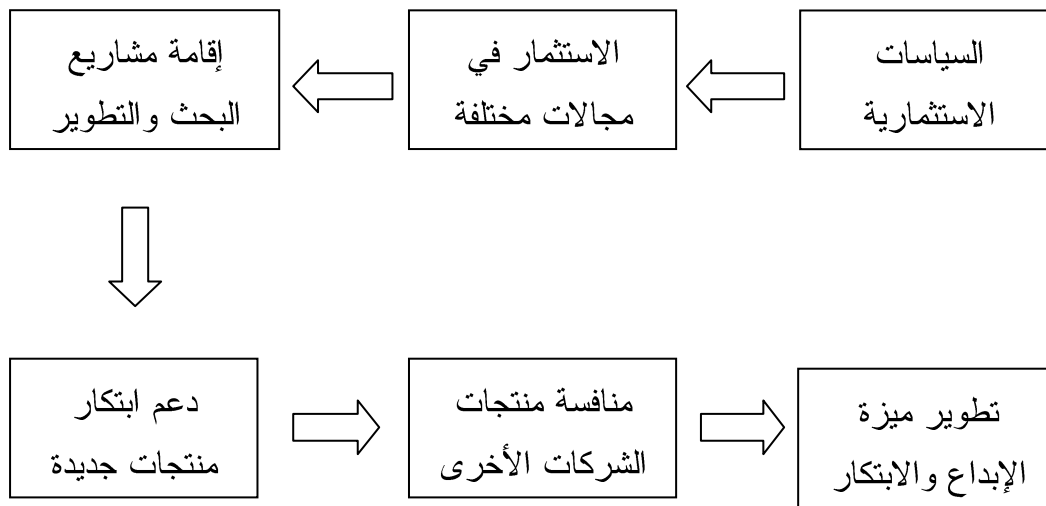 السياسات
الاستثمارية
الاستثمار في
مجالات مختلفة
إقامة مشاريع
البحث والتطوير
دعم ابتكار
منتجات جديدة
منافسة منتجات
الشركات الأخرى
تطوير ميزة
الإبداع والابتكار